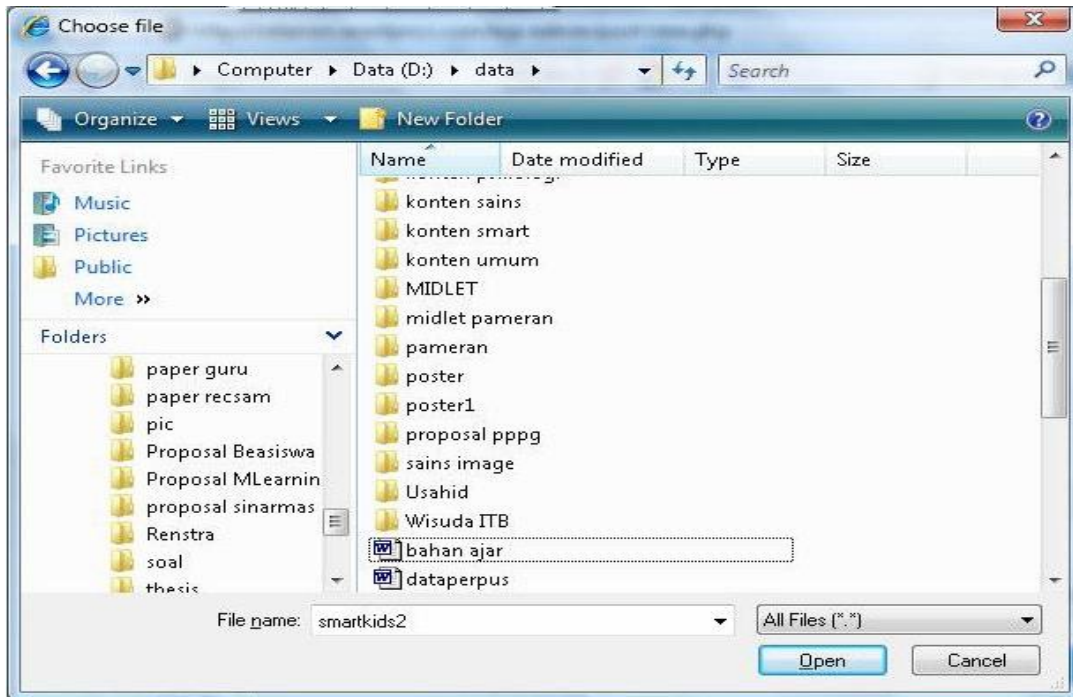 Choose file
Computer ▸ Data (D:) ▸ data ▸
Search
Organize
Views
New Folder
Favorite Links
Music
Pictures
Public
More »
Folders
paper guru
paper recsam
pic
Proposal Beasiswa
Proposal MLearnin
proposal sinarmas
Renstra
soal
thesis
Name Date modified Type Size
konten sains
konten smart
konten umum
MIDLET
midlet pameran
pameran
poster
poster1
proposal pppg
sains image
Usahid
Wisuda ITB
bahan ajar
dataperpus
File name: smartkids2
All Files (*.*)
Open Cancel